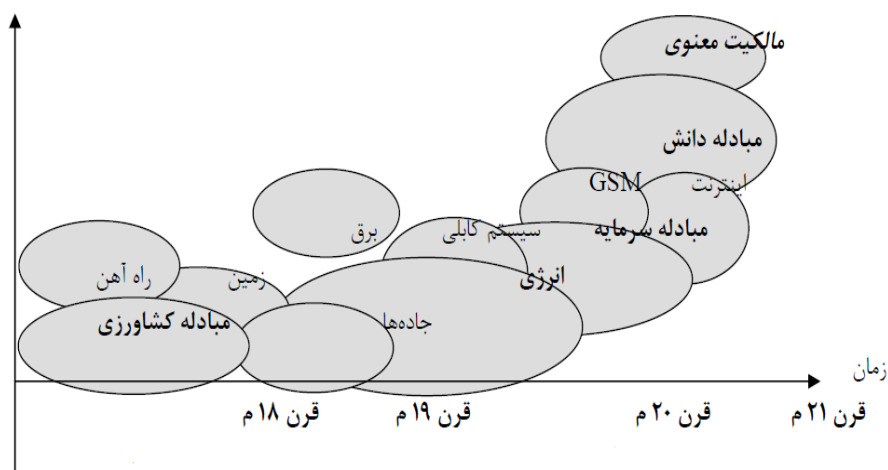 مالکیت معنوی
مبادله دانش
GSM
اینترنت
برق
سیستم کابلی
مبادله سرمایه
راه آهن
زمین
انرژی
مبادله کشاورزی
جاده‌ها
زمان
قرن ۱۸ م
قرن ۱۹ م
قرن ۲۰ م
قرن ۲۱ م